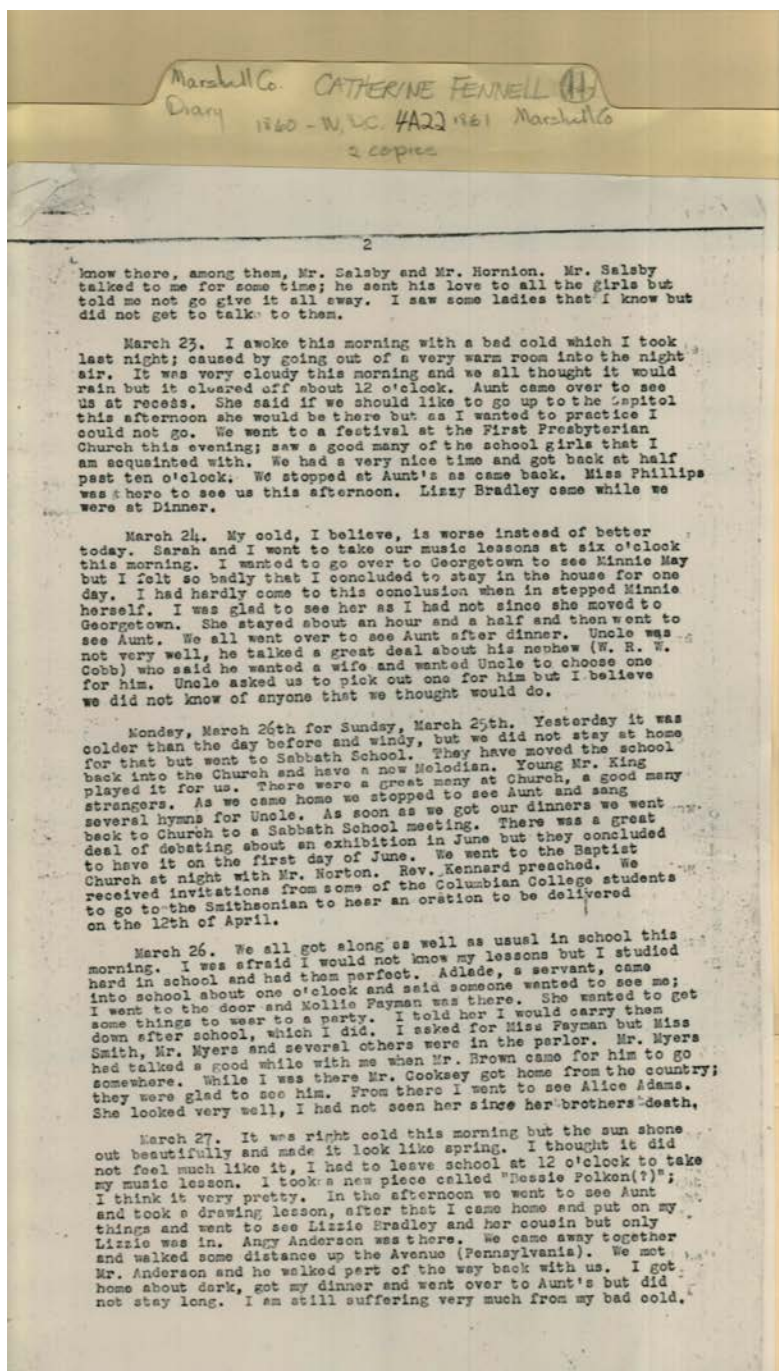 Marshall Co. CATHERINE FENNELL 11
Diary 1860 - W, D.C. 4A22 1861 Marshall Co
2 copies
2
know there, among them, Mr. Salsby and Mr. Hornion. Mr. Salsby
talked to me for some time; he sent his love to all the girls but
told me not go give it all away. I saw some ladies that I know but
did not get to talk to them.
March 23. I awoke this morning with a bad cold which I took
last night; caused by going out of a very warm room into the night
air. It was very cloudy this morning and we all thought it would
rain but it cleared off about 12 o'clock. Aunt came over to see
us at recess. She said if we should like to go up to the Capitol
this afternoon she would be there but as I wanted to practice I
could not go. We went to a festival at the First Presbyterian
Church this evening; saw a good many of the school girls that I
am acquainted with. We had a very nice time and got back at half
past ten o'clock. We stopped at Aunt's as came back. Miss Phillips
was here to see us this afternoon. Lizzy Bradley came while we
were at Dinner.
March 24. My cold, I believe, is worse instead of better
today. Sarah and I went to take our music lessons at six o'clock
this morning. I wanted to go over to Georgetown to see Minnie May
but I felt so badly that I concluded to stay in the house for one
day. I had hardly come to this conclusion when in stepped Minnie
herself. I was glad to see her as I had not since she moved to
Georgetown. She stayed about an hour and a half and then went to
see Aunt. We all went over to see Aunt after dinner. Uncle was
not very well, he talked a great deal about his nephew (W. R. W.
Cobb) who said he wanted a wife and wanted Uncle to choose one
for him. Uncle asked us to pick out one for him but I believe
we did not know of anyone that we thought would do.
Monday, March 26th for Sunday, March 25th. Yesterday it was
colder than the day before and windy, but we did not stay at home
for that but went to Sabbath School. They have moved the school
back into the Church and have a new Melodian. Young Mr. King
played it for us. There were a great many at Church, a good many
strangers. As we came home we stopped to see Aunt and sang
several hymns for Uncle. As soon as we got our dinners we went
back to Church to a Sabbath School meeting. There was a great
deal of debating about an exhibition in June but they concluded
to have it on the first day of June. We went to the Baptist
Church at night with Mr. Norton. Rev. Kennard preached. We
received invitations from some of the Columbian College students
to go to the Smithsonian to hear an oration to be delivered
on the 12th of April.
March 26. We all got along as well as usual in school this
morning. I was afraid I would not know my lessons but I studied
hard in school and had them perfect. Adlade, a servant, came
into school about one o'clock and said someone wanted to see me;
I went to the door and Mollie Fayman was there. She wanted to get
some things to wear to a party. I told her I would carry them
down after school, which I did. I asked for Miss Fayman but Miss
Smith, Mr. Myers and several others were in the parlor. Mr. Myers
had talked a good while with me when Mr. Brown came for him to go
somewhere. While I was there Mr. Cooksey got home from the country;
they were glad to see him. From there I went to see Alice Adams.
She looked very well, I had not seen her since her brothers death.
March 27. It was right cold this morning but the sun shone
out beautifully and made it look like spring. I thought it did
not feel much like it, I had to leave school at 12 o'clock to take
my music lesson. I took a new piece called "Bessie Polken(?)";
I think it very pretty. In the afternoon we went to see Aunt
and took a drawing lesson, after that I came home and put on my
things and went to see Lizzie Bradley and her cousin but only
Lizzie was in. Angy Anderson was there. We came away together
and walked some distance up the Avenue (Pennsylvania). We met
Mr. Anderson and he walked part of the way back with us. I got
home about dark, got my dinner and went over to Aunt's but did
not stay long. I am still suffering very much from my bad cold.